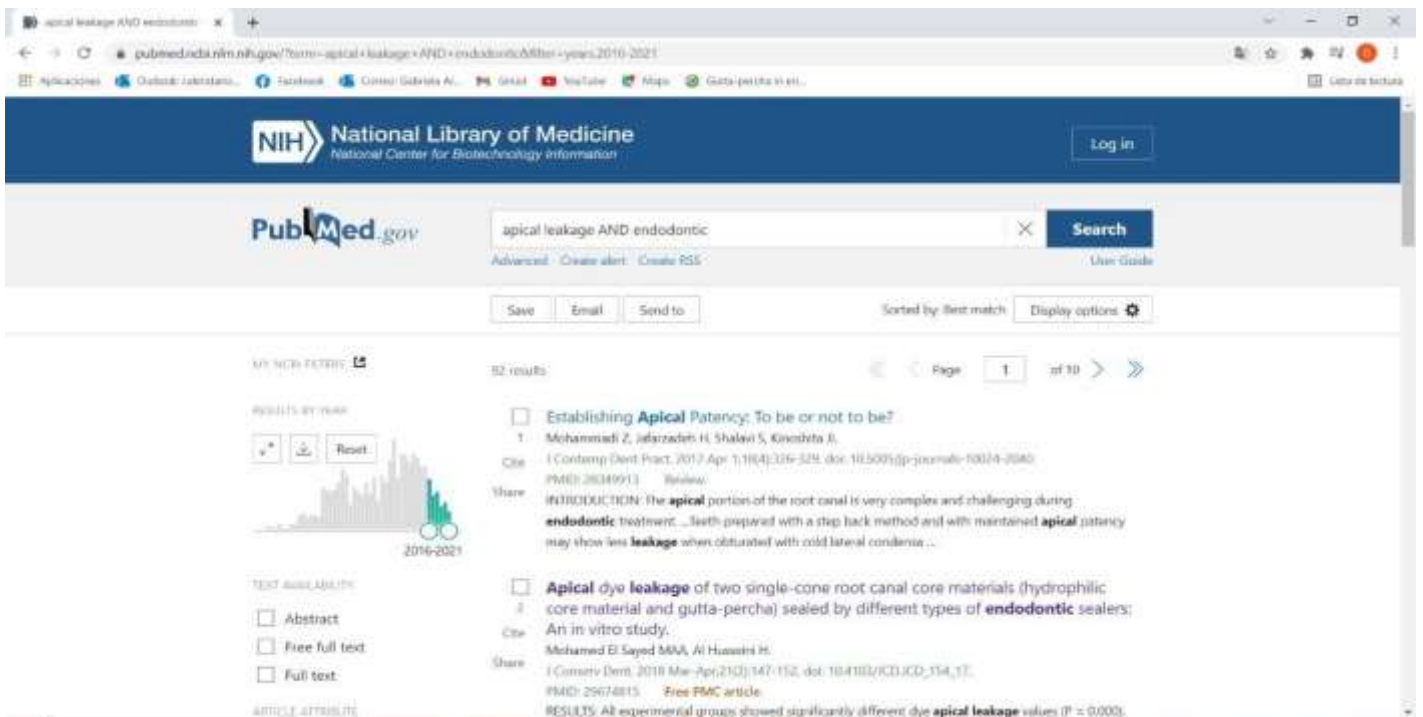 apical leakage AND endodontic
pubmed.ncbi.nlm.nih.gov/?term=apical+leakage+AND+endodontic&filter=years.2016-2021
Aplicaciones
Facebook
Correo: Gabriela
Gmail
YouTube
Maps
Gutta-percha in en...
Lista de lectura
NIH
National Library of Medicine
National Center for Biotechnology Information
Log in
PubMed.gov
apical leakage AND endodontic
Search
Advanced Create alert Create RSS
User Guide
Save Email Send to
Sorted by: Best match Display options
MY NCBI FILTERS
92 results
Page 1 of 10
RESULTS BY YEAR
Reset
2016-2021
TEXT AVAILABILITY
Abstract
Free full text
Full text
ARTICLE ATTRIBUTE
1
Cite
Share
Establishing Apical Patency: To be or not to be?
Mohammadi Z, Jafarzadeh H, Shalavi S, Kinoshita JI.
J Contemp Dent Pract. 2017 Apr 1;18(4):326-329. doi: 10.5005/jp-journals-10024-2040.
PMID: 28349913 Review.
INTRODUCTION: The apical portion of the root canal is very complex and challenging during
endodontic treatment. ...Teeth prepared with a step back method and with maintained apical patency
may show less leakage when obturated with cold lateral condensa ...
2
Cite
Share
Apical dye leakage of two single-cone root canal core materials (hydrophilic
core material and gutta-percha) sealed by different types of endodontic sealers:
An in vitro study.
Mohamed El Sayed MAA, Al Husseini H.
J Conserv Dent. 2018 Mar-Apr;21(2):147-152. doi: 10.4103/JCD.JCD_154_17.
PMID: 29674815 Free PMC article.
RESULTS: All experimental groups showed significantly different dye apical leakage values (P = 0.000).